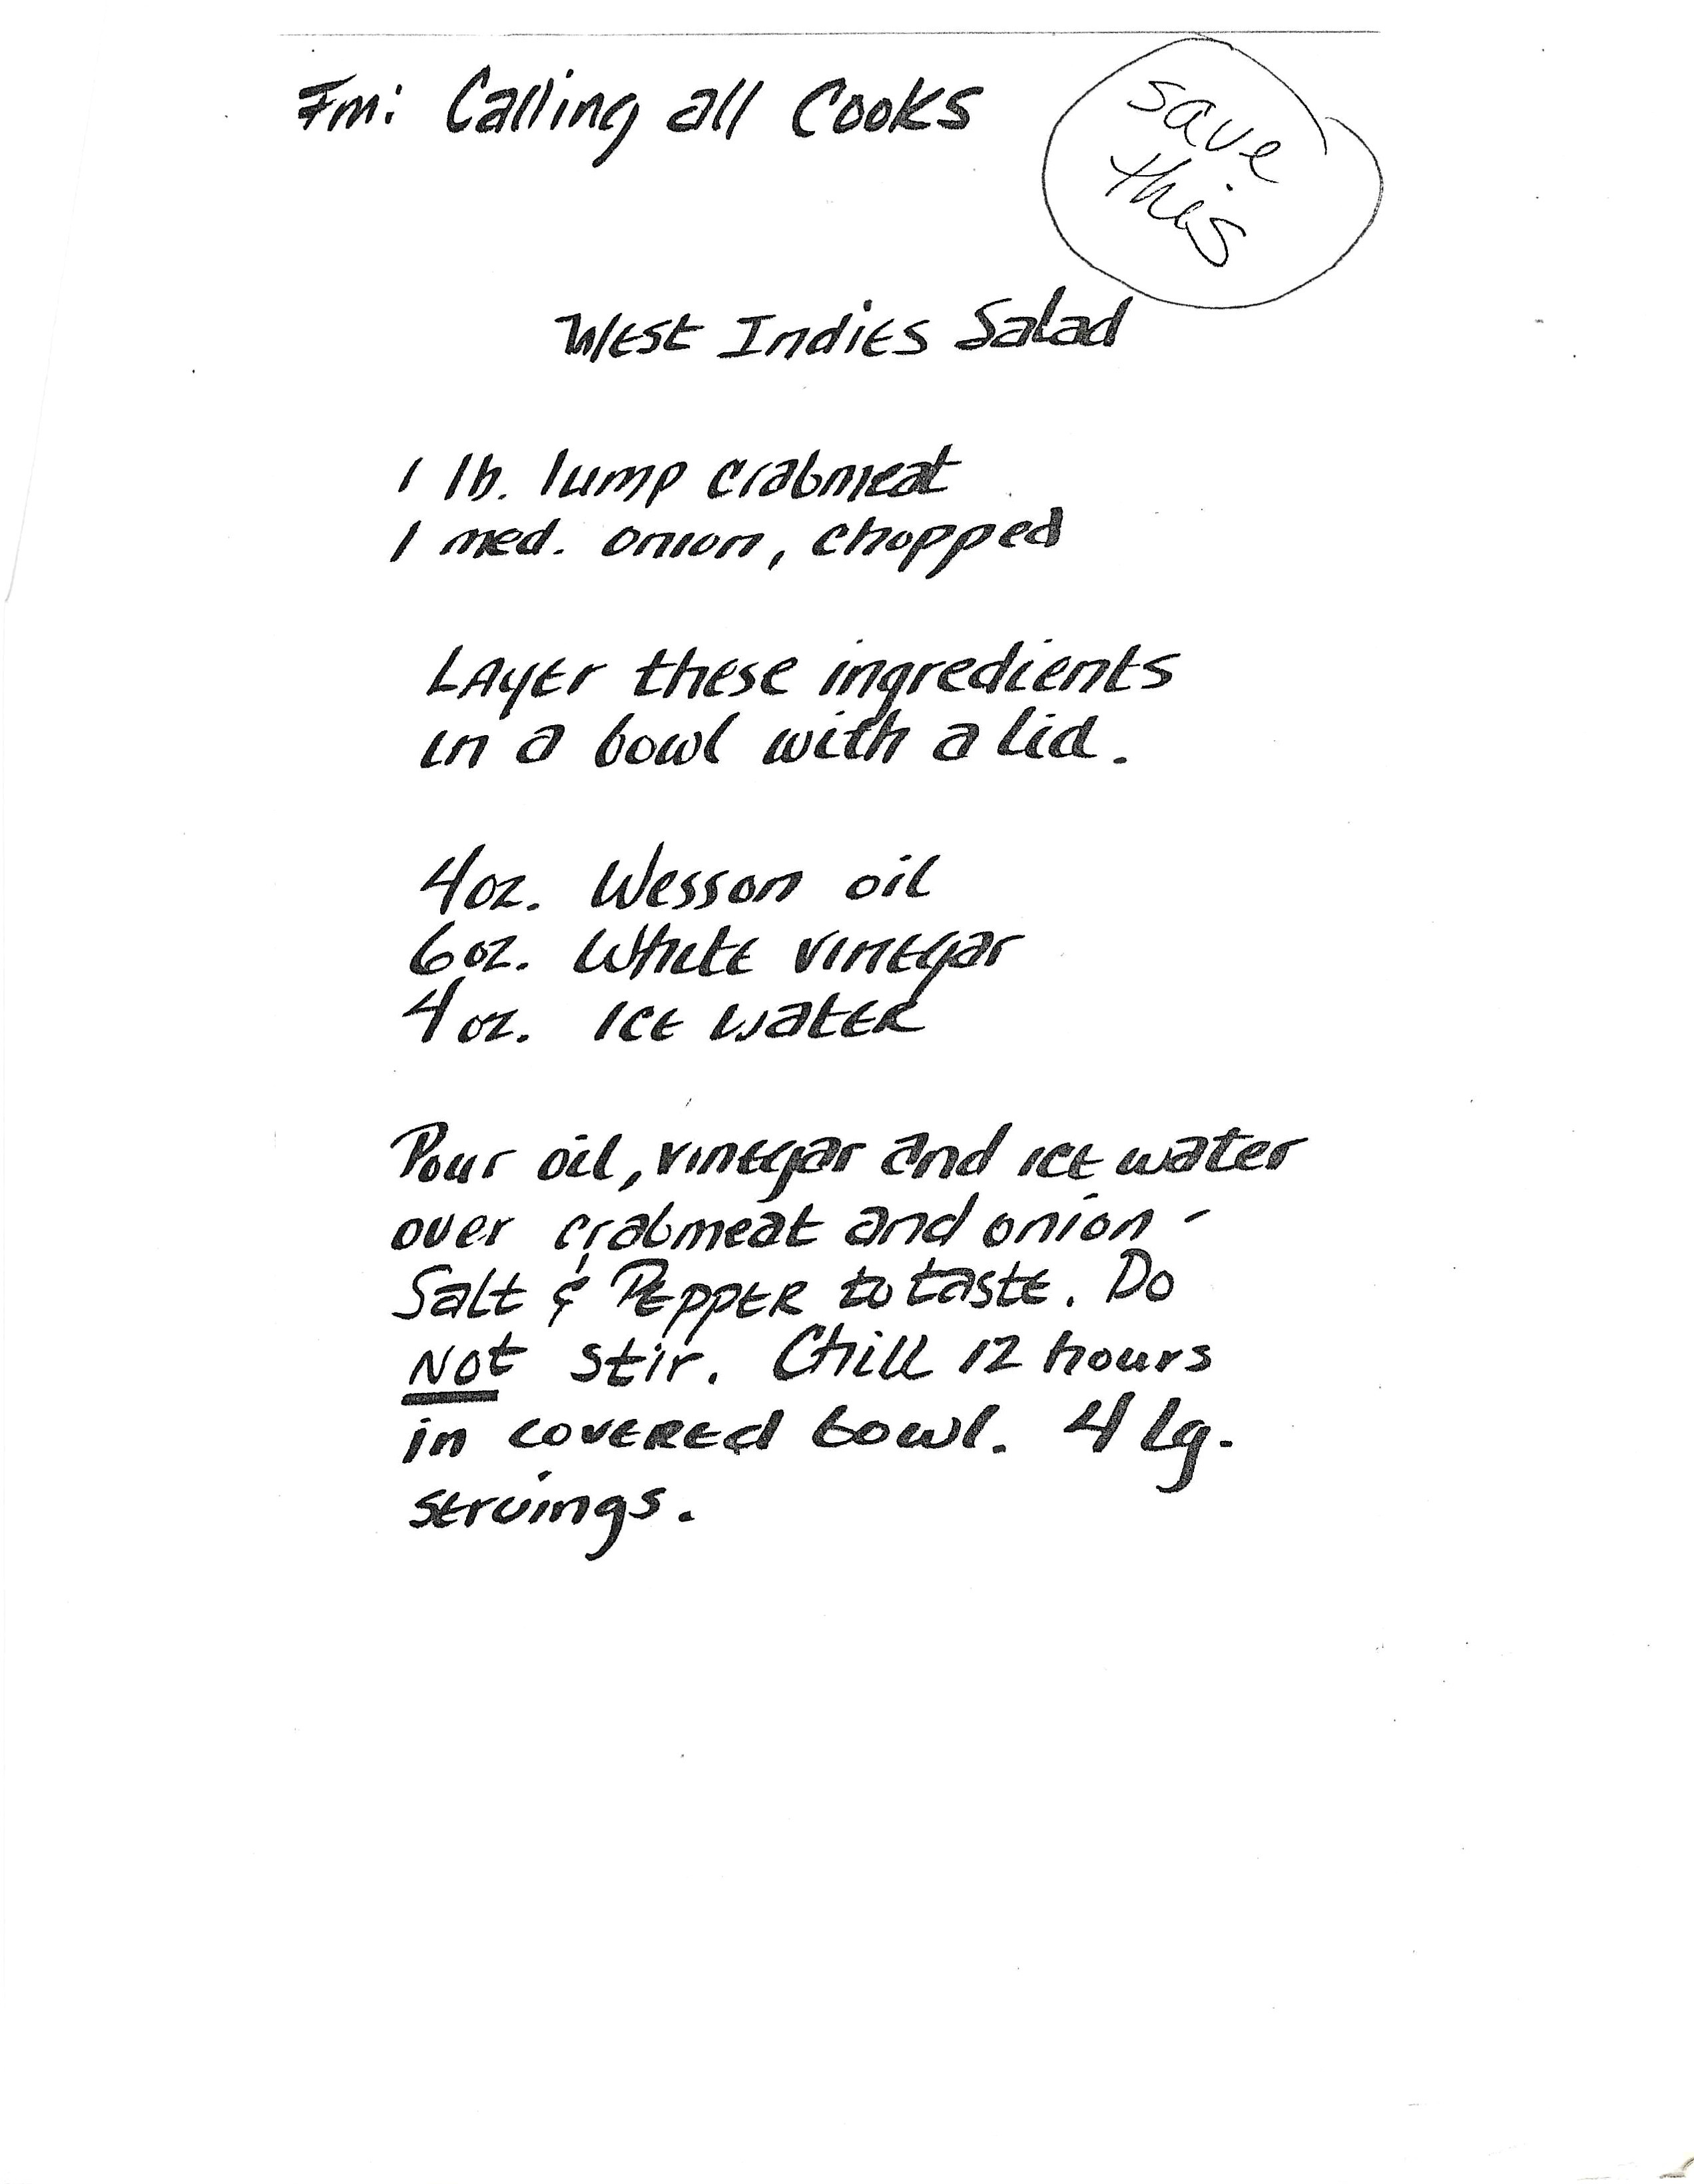 Fm: Calling all Cooks
save
this
West Indies Salad
1 lb. lump crabmeat
1 med. onion, chopped
Layer these ingredients
in a bowl with a lid.
4oz. Wesson oil
6oz. White vinegar
4oz. Ice water
Pour oil, vinegar and ice water
over crabmeat and onion -
Salt & Pepper to taste. Do
Not stir. Chill 12 hours
in covered bowl. 4 lg.
servings.